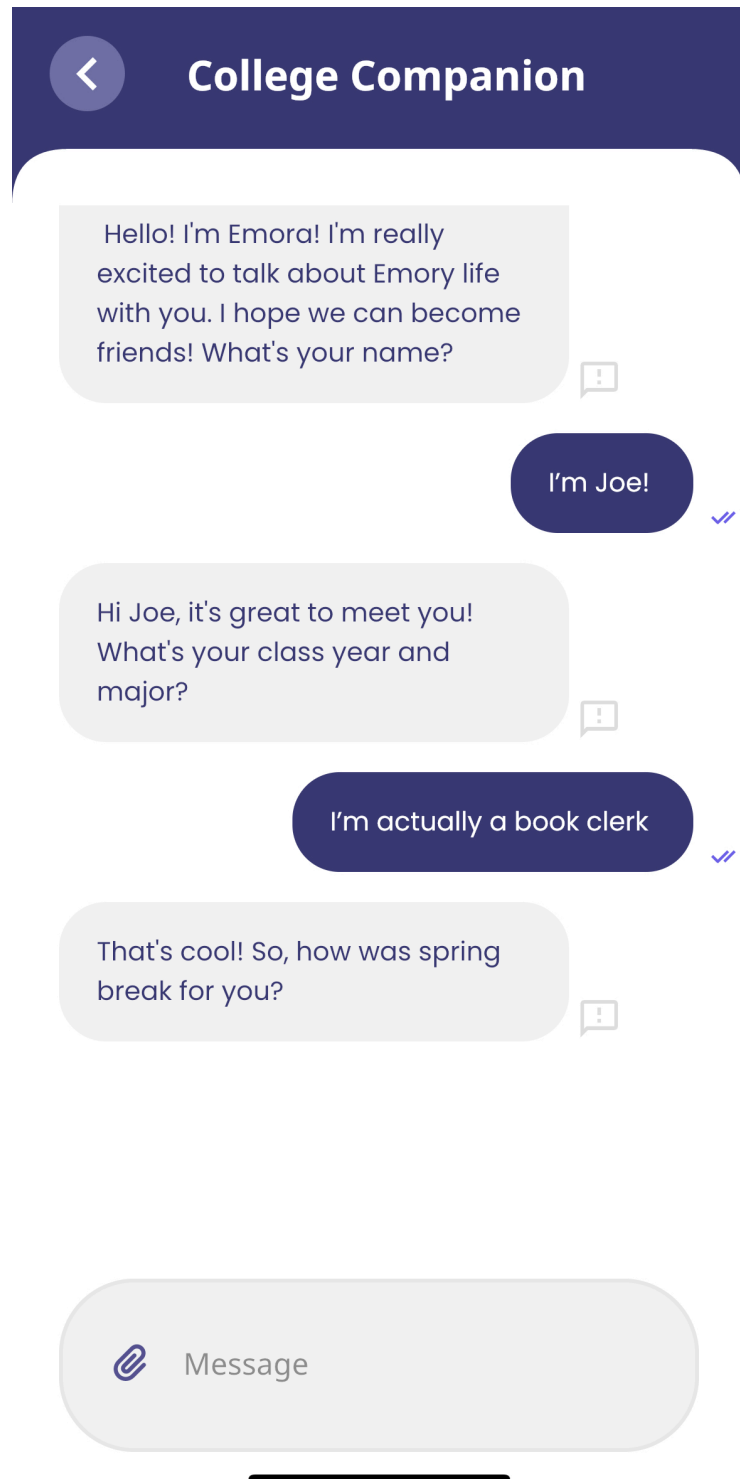 College Companion
Hello! I'm Emora! I'm really
excited to talk about Emory life
with you. I hope we can become
friends! What's your name?
I’m Joe!
Hi Joe, it's great to meet you!
What's your class year and
major?
I’m actually a book clerk
That's cool! So, how was spring
break for you?
Message